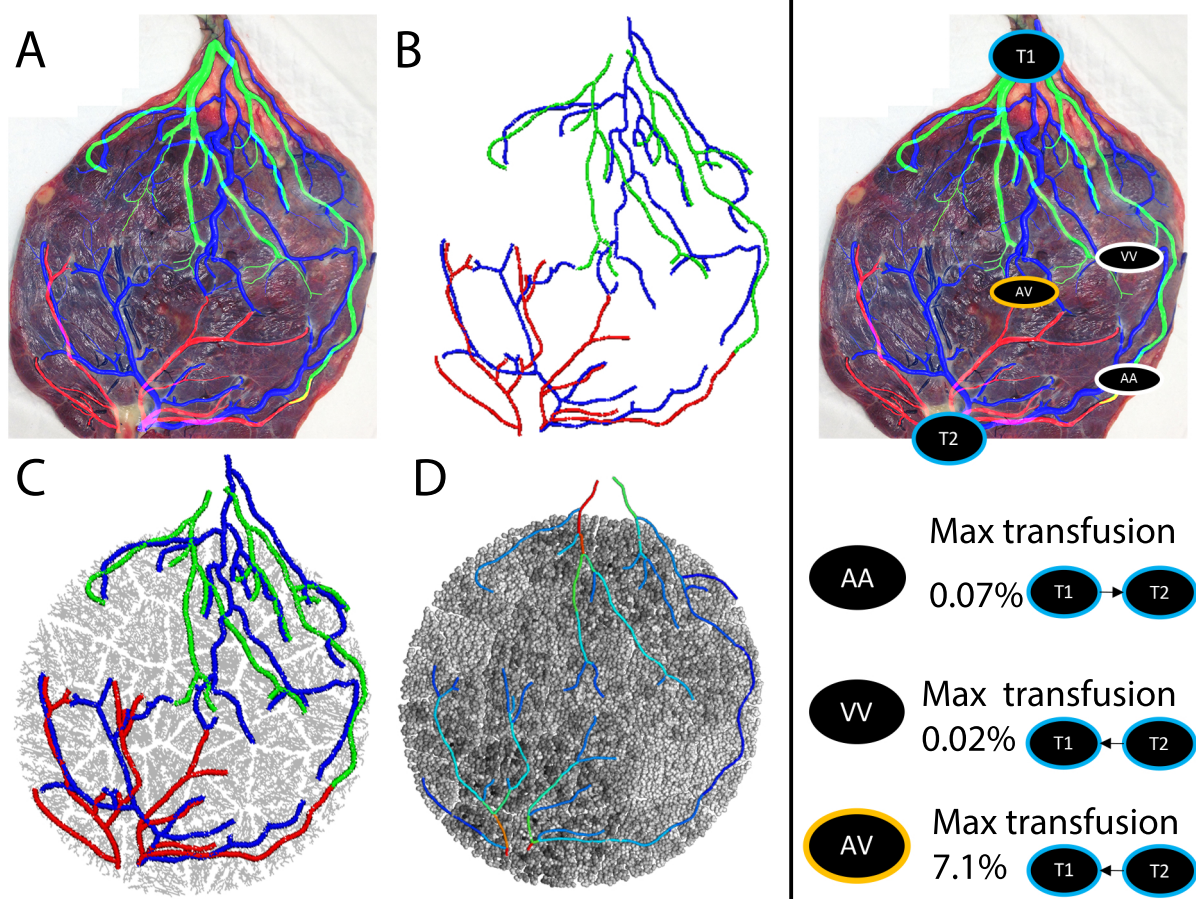 A
B
C
D
T1
VV
AV
AA
T2
AA
Max transfusion
0.07%
T1
T2
VV
Max transfusion
0.02%
T1
T2
AV
Max transfusion
7.1%
T1
T2